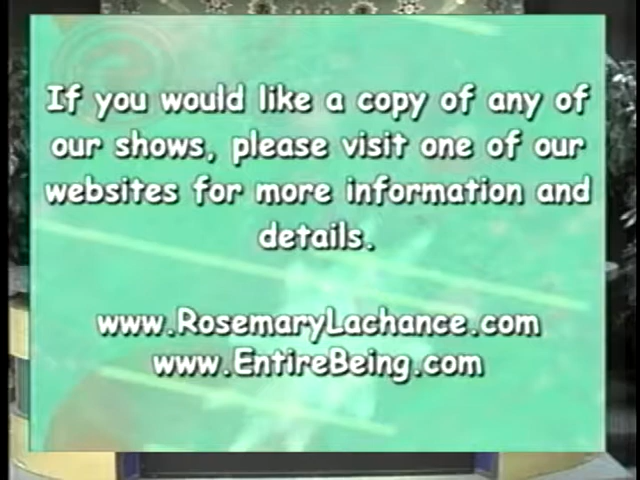 If you would like a copy of any of
our shows, please visit one of our
websites for more information and
details.
www.RosemaryLachance.com
www.EntireBeing.com